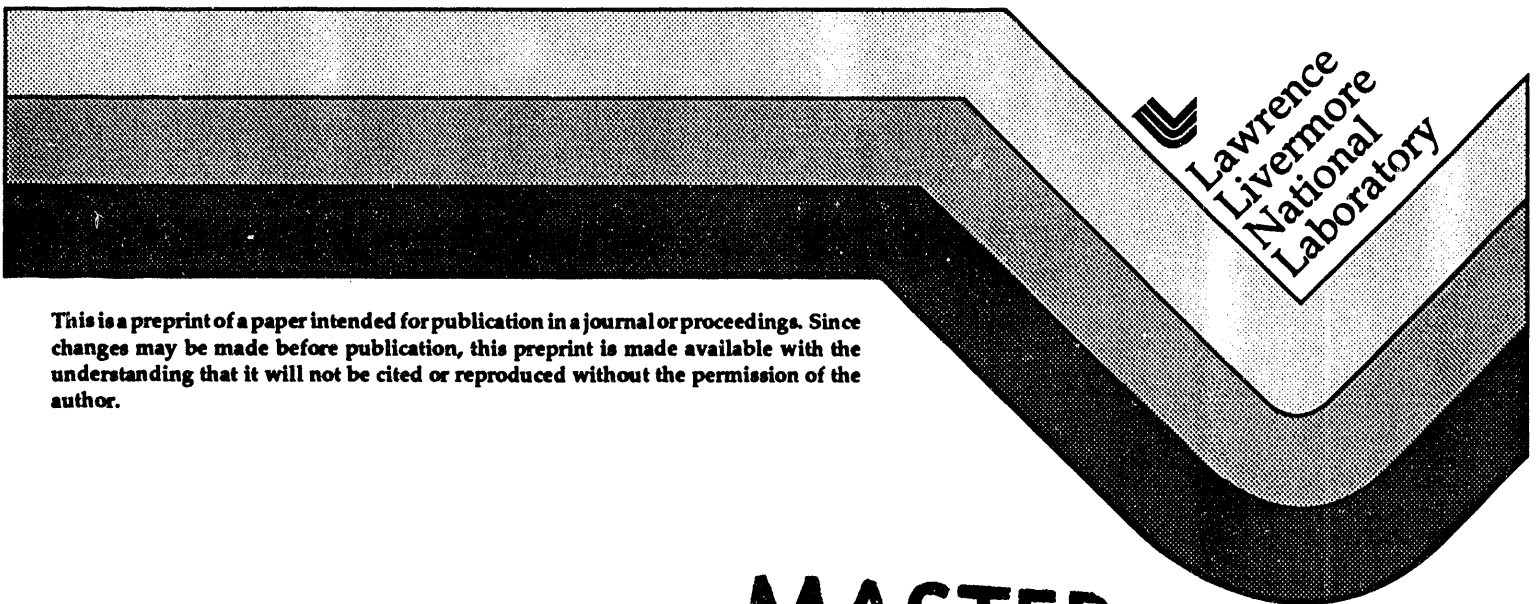 Lawrence
Livermore
National
Laboratory
This is a preprint of a paper intended for publication in a journal or proceedings. Since
changes may be made before publication, this preprint is made available with the
understanding that it will not be cited or reproduced without the permission of the
author.
MASTER